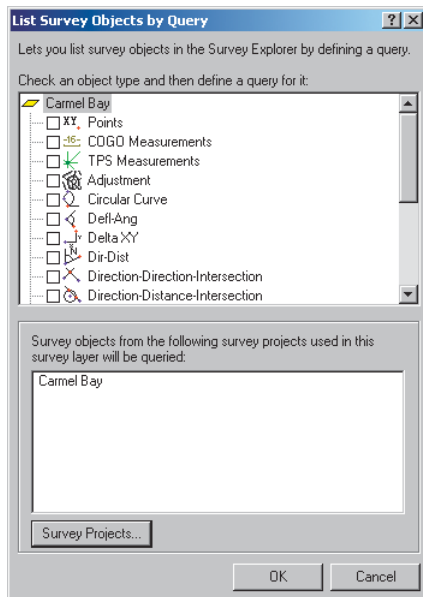 List Survey Objects by Query
Lets you list survey objects in the Survey Explorer by defining a query.
Check an object type and then define a query for it:
Carmel Bay
XY, Points
-16- COGO Measurements
TPS Measurements
Adjustment
Circular Curve
Defl-Ang
Delta XY
Dir-Dist
Direction-Direction-Intersection
Direction-Distance-Intersection
Survey objects from the following survey projects used in this
survey layer will be queried:
Carmel Bay
Survey Projects...
OK Cancel